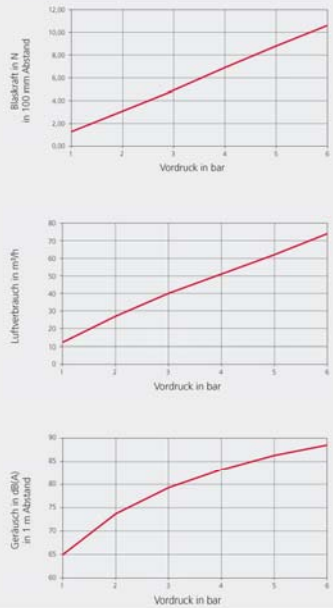 Blaskraft in N
in 100 mm Abstand
12,00
10,00
8,00
6,00
4,00
2,00
0,00
1 2 3 4 5 6
Vordruck in bar
Luftverbrauch in m³/h
80
70
60
50
40
30
20
10
0
1 2 3 4 5 6
Vordruck in bar
Geräusch in dB(A)
in 1 m Abstand
90
85
80
75
70
65
60
1 2 3 4 5 6
Vordruck in bar